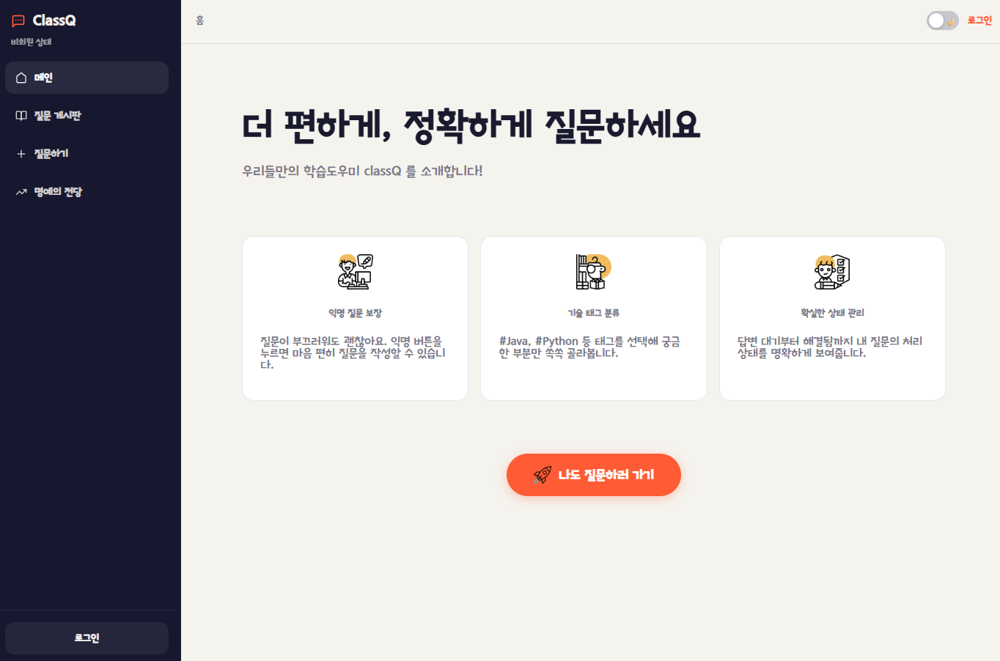 ClassQ
비회원 상태
메인
질문 게시판
질문하기
명예의 전당
로그인
홈
로그인
더 편하게, 정확하게 질문하세요
우리들만의 학습도우미 classQ 를 소개합니다!
익명 질문 보장
질문이 부끄러워도 괜찮아요. 익명 버튼을
누르면 마음 편히 질문을 작성할 수 있습니
다.
기술 태그 분류
#Java, #Python 등 태그를 선택해 궁금
한 부분만 쏙쏙 골라봅니다.
확실한 상태 관리
답변 대기부터 해결됨까지 내 질문의 처리
상태를 명확하게 보여줍니다.
나도 질문하러 가기